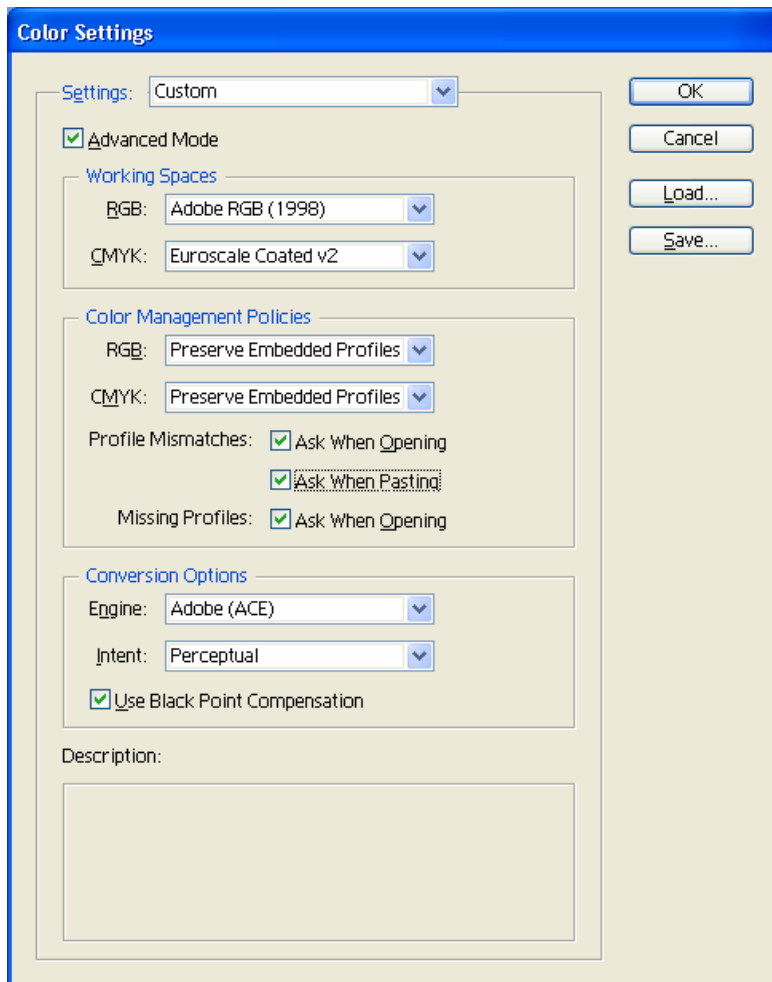 Color Settings
Settings: Custom
OK
Advanced Mode
Cancel
Working Spaces
Load...
RGB: Adobe RGB (1998)
Save...
CMYK: Euroscale Coated v2
Color Management Policies
RGB: Preserve Embedded Profiles
CMYK: Preserve Embedded Profiles
Profile Mismatches: Ask When Opening
Ask When Pasting
Missing Profiles: Ask When Opening
Conversion Options
Engine: Adobe (ACE)
Intent: Perceptual
Use Black Point Compensation
Description: